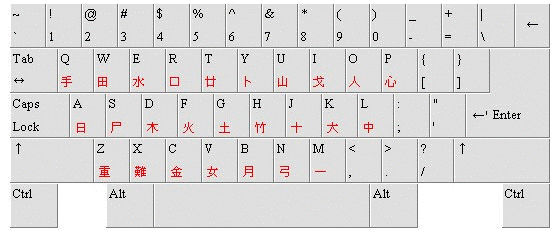 ~ ! @ # $ % ^ & * ( ) _ + | ←
` 1 2 3 4 5 6 7 8 9 0 - = \
Tab Q W E R T Y U I O P { }
↔ 手 田 水 口 廿 卜 山 戈 人 心 [ ]
Caps A S D F G H J K L : " ←' Enter
Lock 日 尸 木 火 土 竹 十 大 中 ; '
↑ Z X C V B N M < > ? ↑
重 難 金 女 月 弓 一 , . /
Ctrl Alt Alt Ctrl